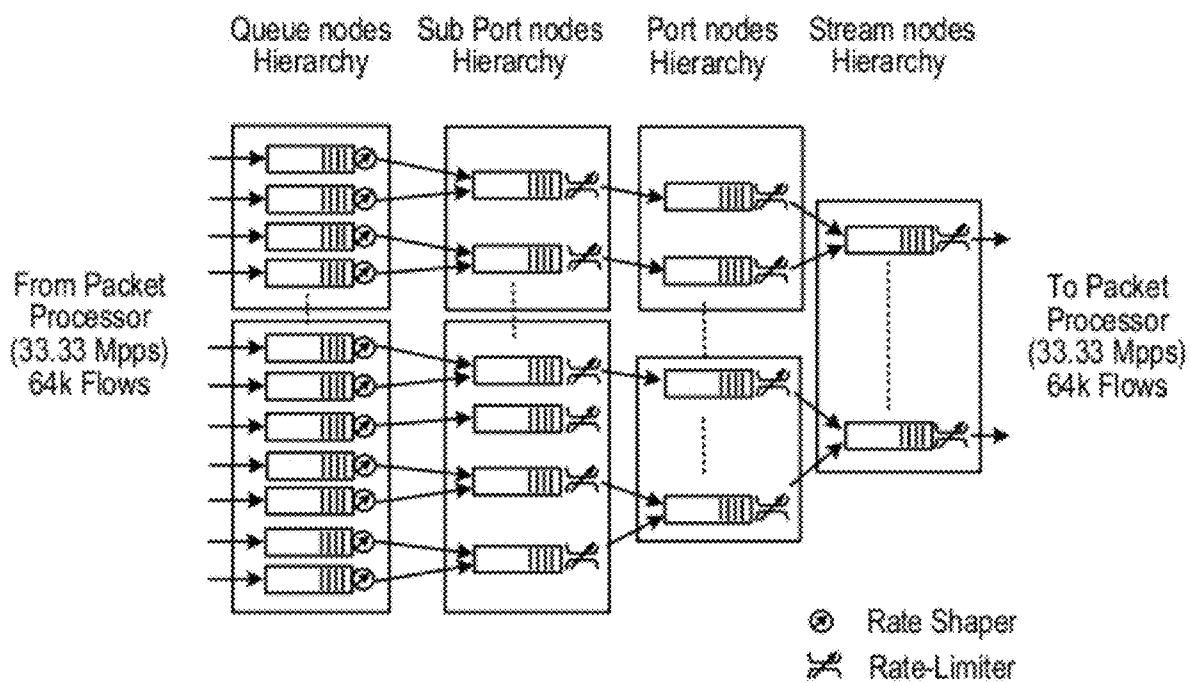 Queue nodes
Hierarchy
Sub Port nodes
Hierarchy
Port nodes
Hierarchy
Stream nodes
Hierarchy
From Packet
Processor
(33.33 Mpps)
64k Flows
To Packet
Processor
(33.33 Mpps)
64k Flows
Rate Shaper
Rate-Limiter